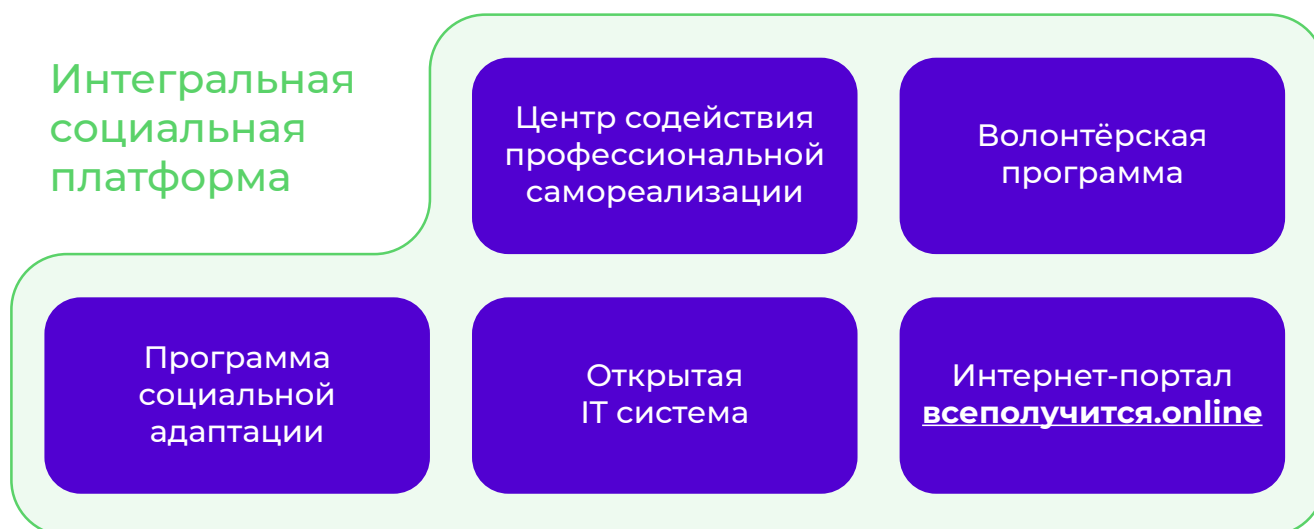 Интегральная
социальная
платформа
Центр содействия
профессиональной
самореализации
Волонтёрская
программа
Программа
социальной
адаптации
Открытая
IT система
Интернет-портал
всеполучится.online